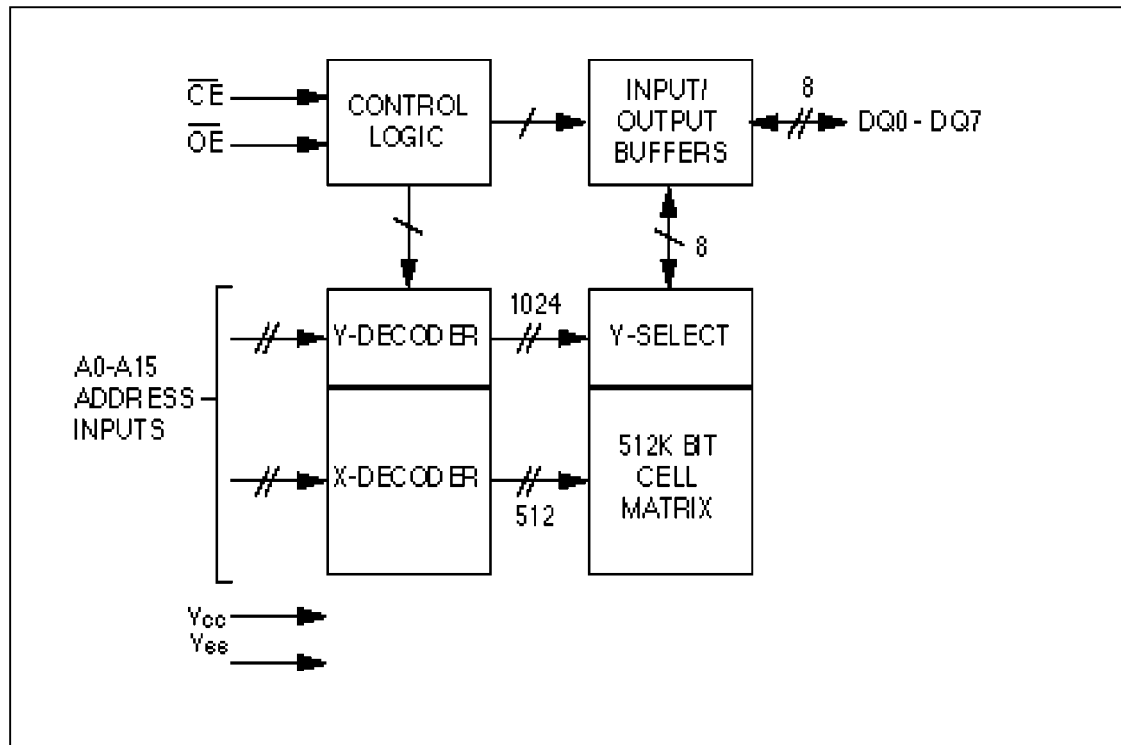 CE
OE
CONTROL
LOGIC
INPUT/
OUTPUT
BUFFERS
8
DQ0 - DQ7
8
A0-A15
ADDRESS
INPUTS
Y-DECODER
1024
Y-SELECT
X-DECODER
512
512K BIT
CELL
MATRIX
Vcc
Vss